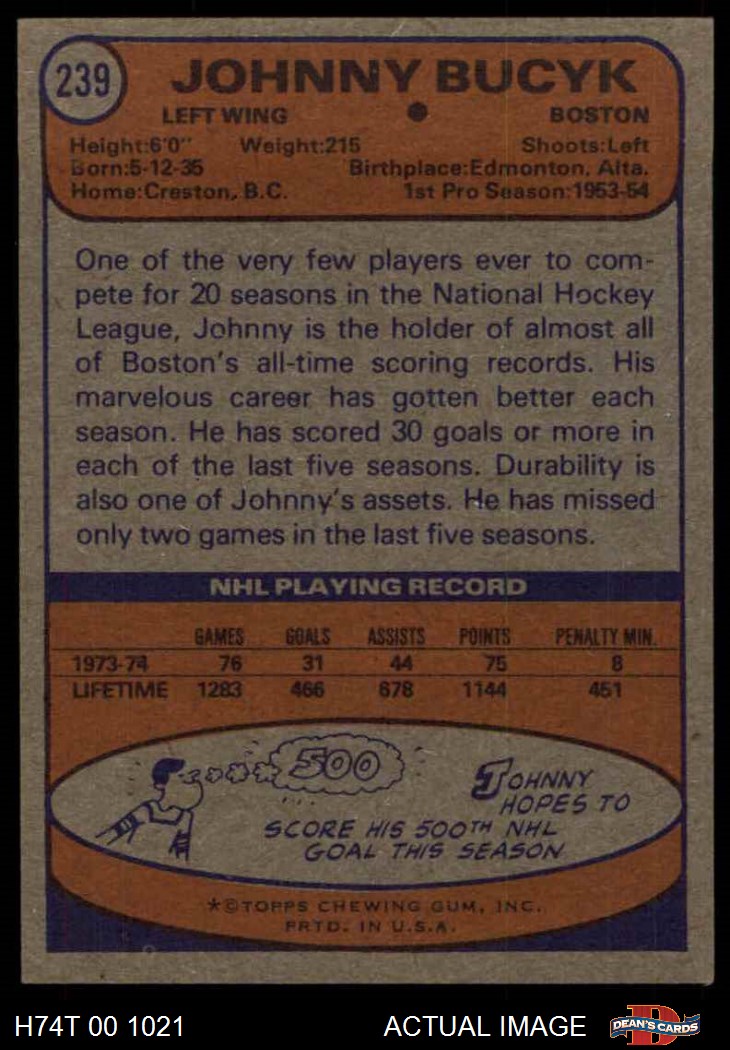 239
JOHNNY BUCYK
LEFT WING • BOSTON
Height:6'0" Weight:215 Shoots:Left
Born:5-12-35 Birthplace:Edmonton, Alta.
Home:Creston, B.C. 1st Pro Season:1953-54
One of the very few players ever to com-
pete for 20 seasons in the National Hockey
League, Johnny is the holder of almost all
of Boston's all-time scoring records. His
marvelous career has gotten better each
season. He has scored 30 goals or more in
each of the last five seasons. Durability is
also one of Johnny's assets. He has missed
only two games in the last five seasons.
NHL PLAYING RECORD
GAMES GOALS ASSISTS POINTS PENALTY MIN.
1973-74 76 31 44 75 8
LIFETIME 1283 466 678 1144 451
500
JOHNNY
HOPES TO
SCORE HIS 500TH NHL
GOAL THIS SEASON
*©TOPPS CHEWING GUM, INC.
PRTD. IN U.S.A.
H74T 00 1021 ACTUAL IMAGE DEAN'S CARDS